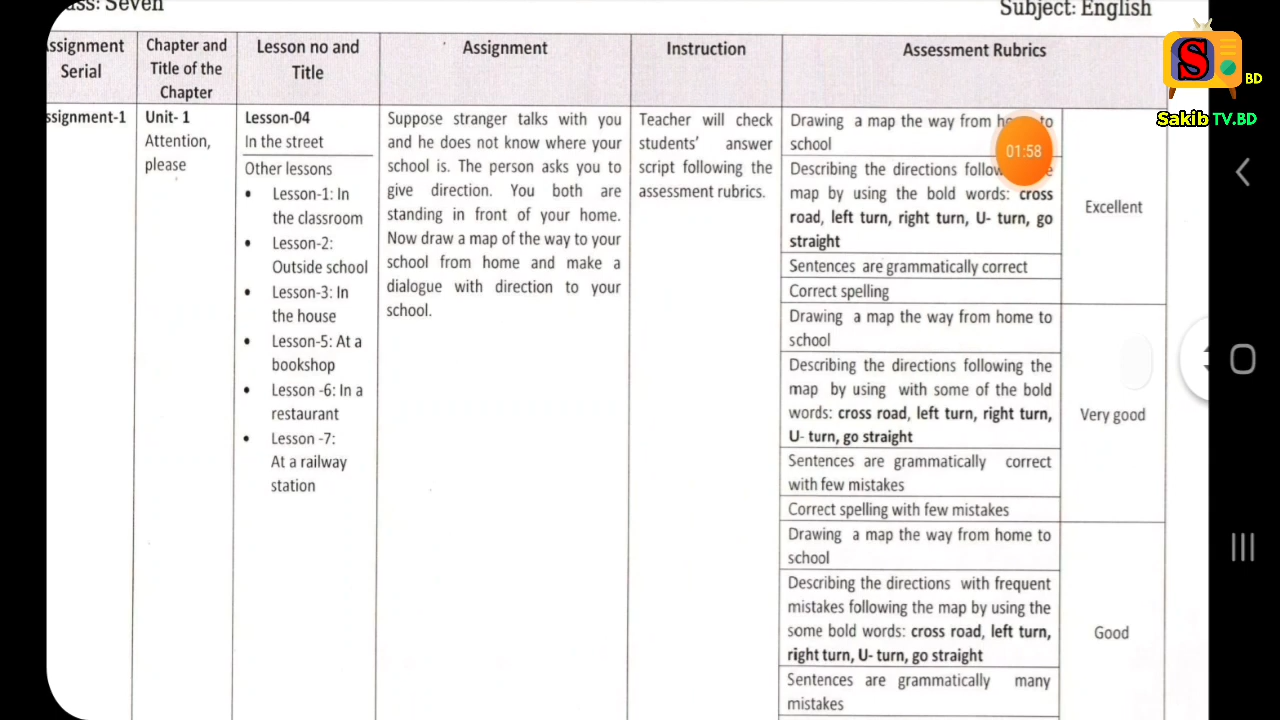 ass: Seven
Subject: English
ssignment
Serial
Chapter and
Title of the
Chapter
Lesson no and
Title
Assignment
Instruction
Assessment Rubrics
ssignment-1
Unit- 1
Attention,
please
Lesson-04
In the street
Other lessons
• Lesson-1: In
the classroom
• Lesson-2:
Outside school
• Lesson-3: In
the house
• Lesson-5: At a
bookshop
• Lesson -6: In a
restaurant
• Lesson -7:
At a railway
station
Suppose stranger talks with you
and he does not know where your
school is. The person asks you to
give direction. You both are
standing in front of your home.
Now draw a map of the way to your
school from home and make a
dialogue with direction to your
school.
Teacher will check
students' answer
script following the
assessment rubrics.
Drawing a map the way from to
school
Describing the directions
map by using the bold words: cross
road, left turn, right turn, U- turn, go
straight
Sentences are grammatically correct
Correct spelling
Excellent
Drawing a map the way from home to
school
Describing the directions following the
map by using with some of the bold
words: cross road, left turn, right turn,
U- turn, go straight
Sentences are grammatically correct
with few mistakes
Correct spelling with few mistakes
Very good
Drawing a map the way from home to
school
Describing the directions with frequent
mistakes following the map by using the
some bold words: cross road, left turn,
right turn, U- turn, go straight
Sentences are grammatically many
mistakes
Good
01:58
S
BD
Sakib TV.BD